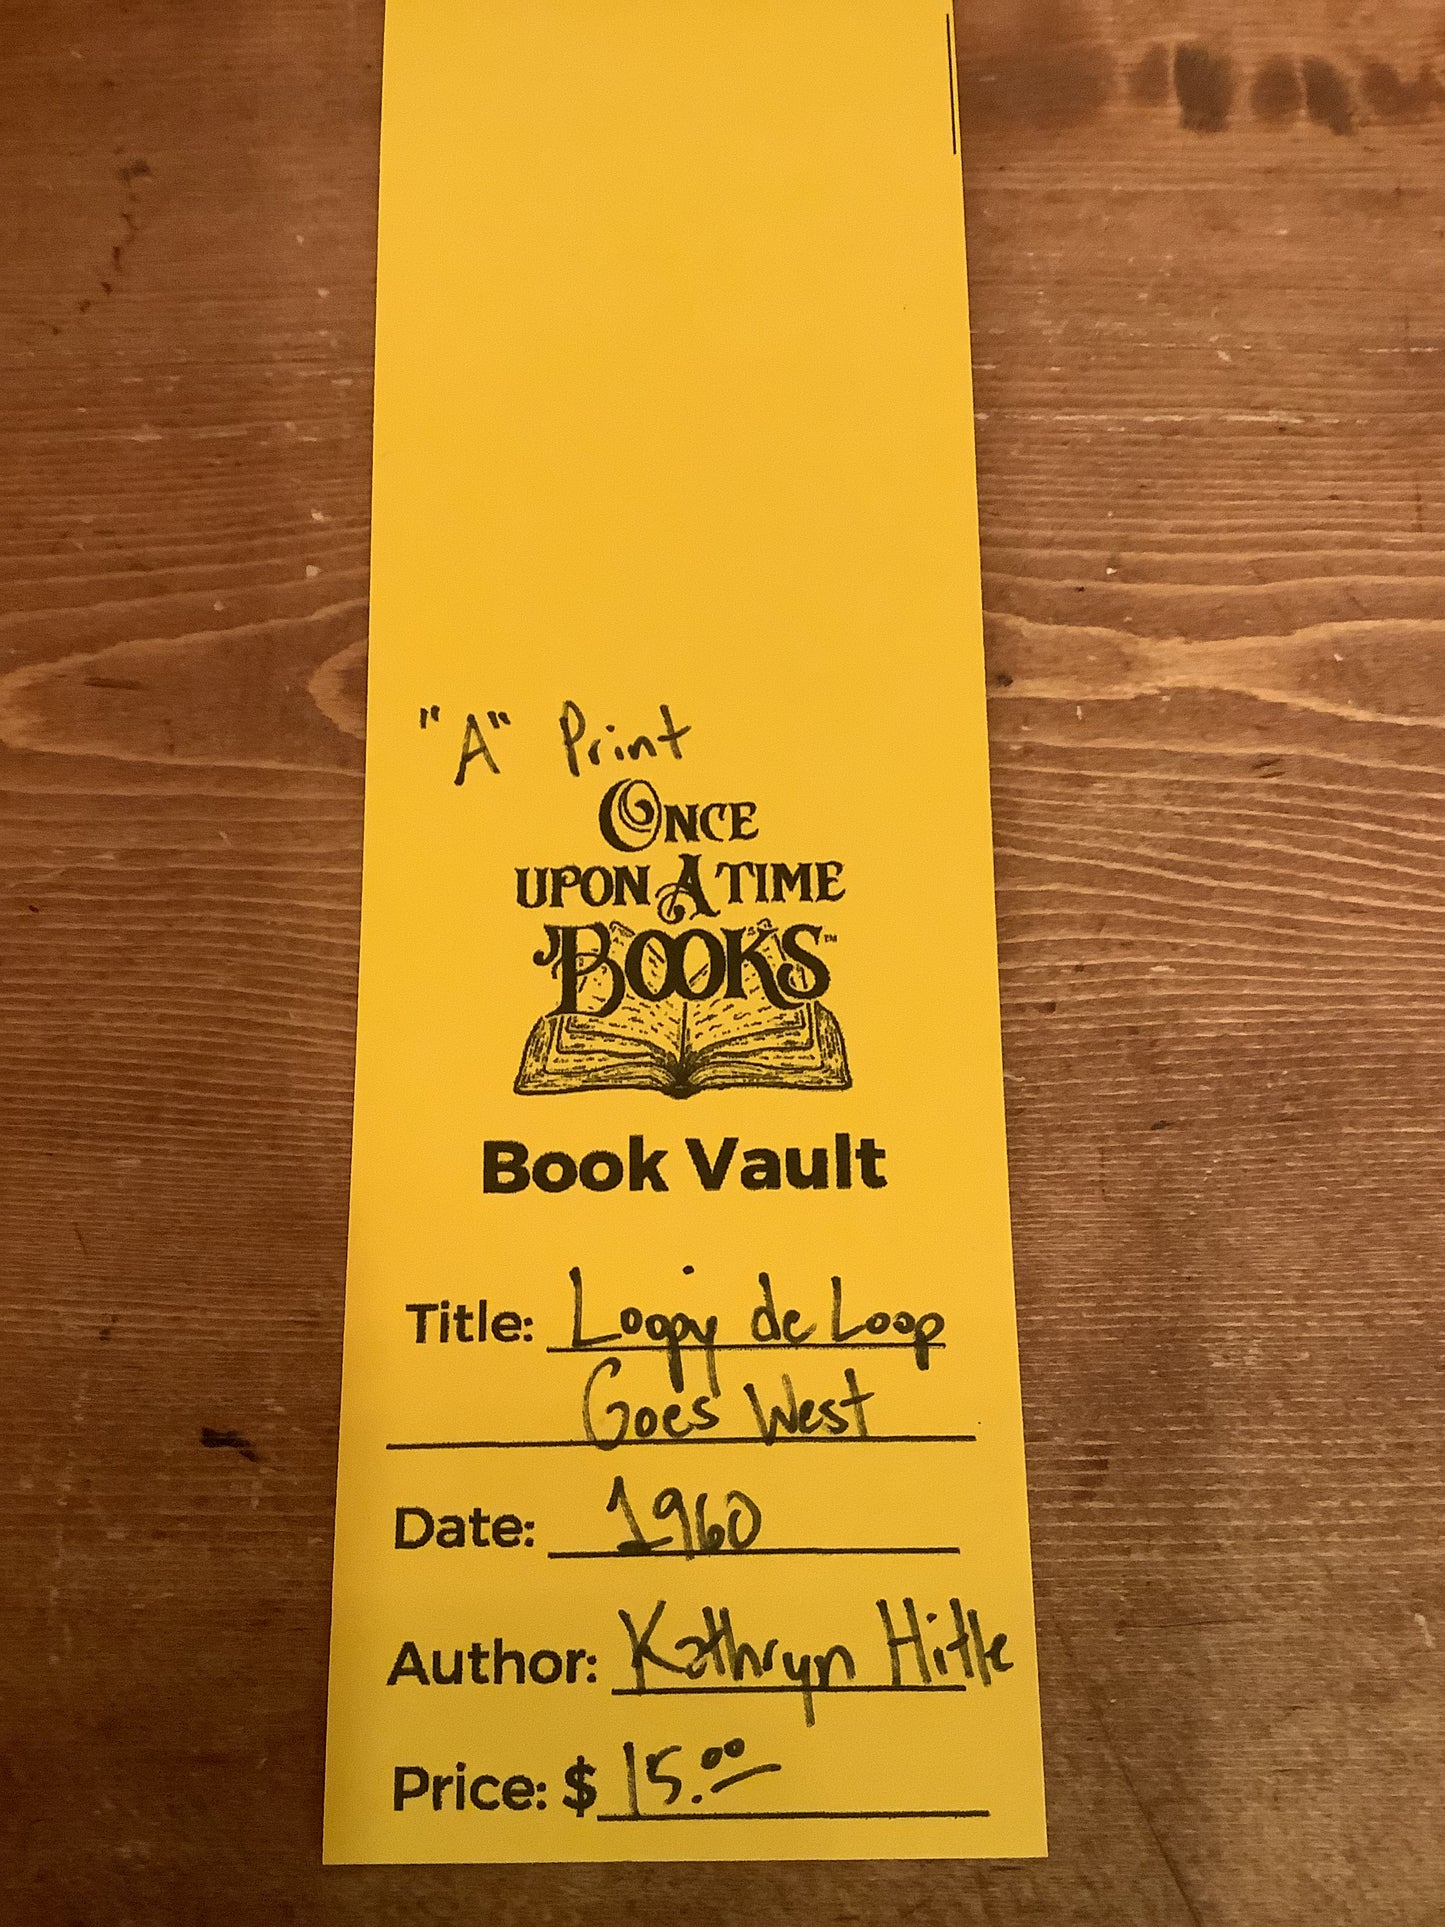 "A" Print
Once
upon A time
Books™
Book Vault
Title: Loopy de Loop
Goes West
Date: 1960
Author: Kathryn Hitte
Price: $ 15.00